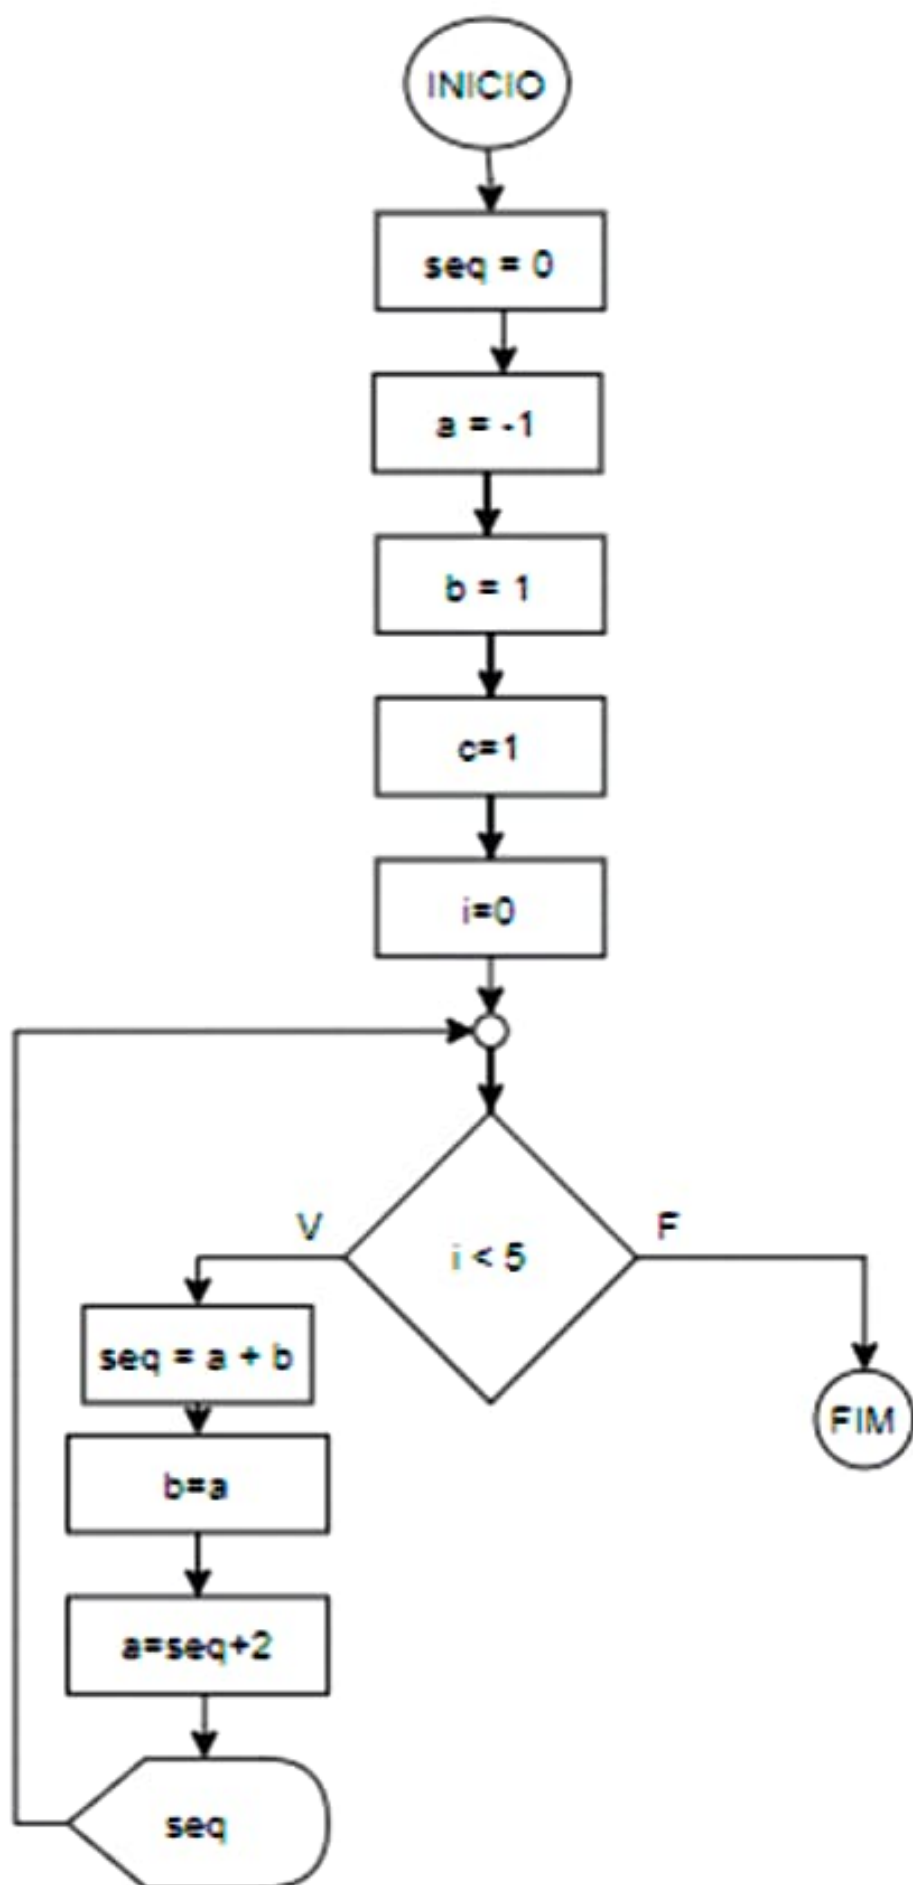 INICIO
seq = 0
a = -1
b = 1
c=1
i=0
i < 5
V
F
seq = a + b
b=a
a=seq+2
seq
FIM